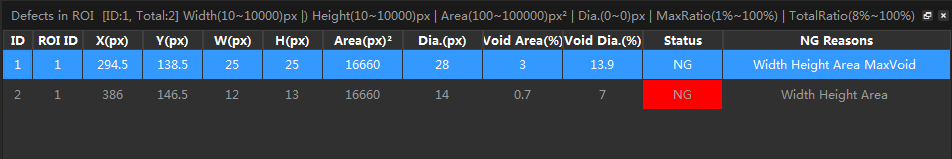 Defects in ROI [ID:1, Total:2] Width(10~10000)px |) Height(10~10000)px | Area(100~100000)px² | Dia.(0~0)px | MaxRatio(1%~100%) | TotalRatio(8%~100%)
ID ROI ID X(px) Y(px) W(px) H(px) Area(px)² Dia.(px) Void Area(%) Void Dia.(%) Status NG Reasons
1 1 294.5 138.5 25 25 16660 28 3 13.9 NG Width Height Area MaxVoid
2 1 386 146.5 12 13 16660 14 0.7 7 NG Width Height Area